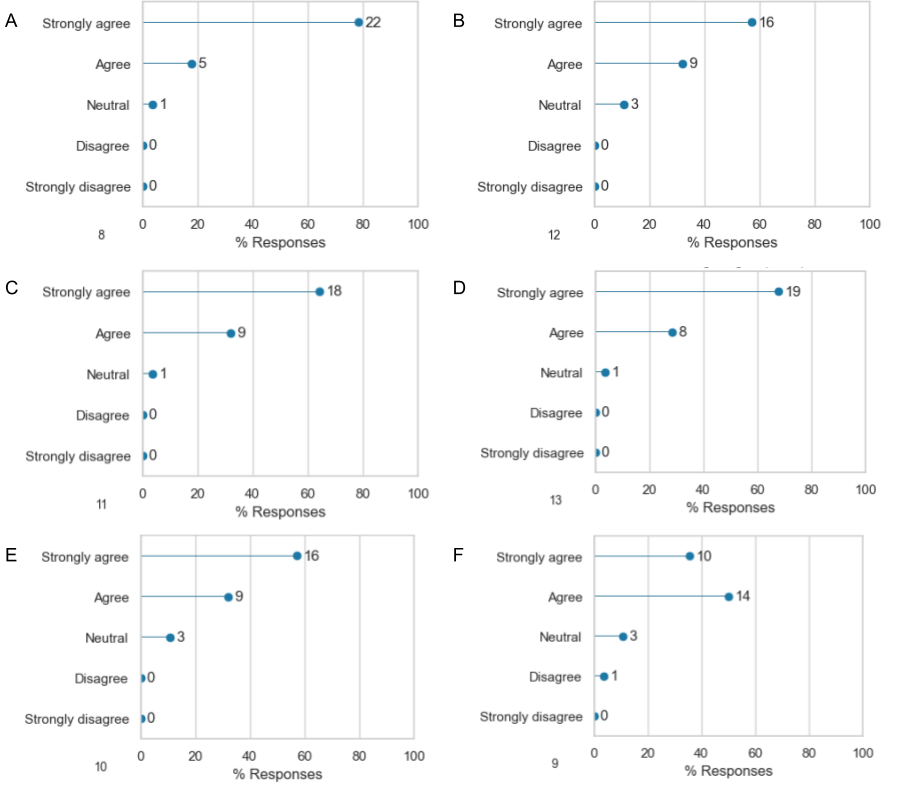 A
Strongly agree 22
Agree 5
Neutral 1
Disagree 0
Strongly disagree 0
0 20 40 60 80 100
8 % Responses
B
Strongly agree 16
Agree 9
Neutral 3
Disagree 0
Strongly disagree 0
0 20 40 60 80 100
12 % Responses
C
Strongly agree 18
Agree 9
Neutral 1
Disagree 0
Strongly disagree 0
0 20 40 60 80 100
11 % Responses
D
Strongly agree 19
Agree 8
Neutral 1
Disagree 0
Strongly disagree 0
0 20 40 60 80 100
13 % Responses
E
Strongly agree 16
Agree 9
Neutral 3
Disagree 0
Strongly disagree 0
0 20 40 60 80 100
10 % Responses
F
Strongly agree 10
Agree 14
Neutral 3
Disagree 1
Strongly disagree 0
0 20 40 60 80 100
9 % Responses